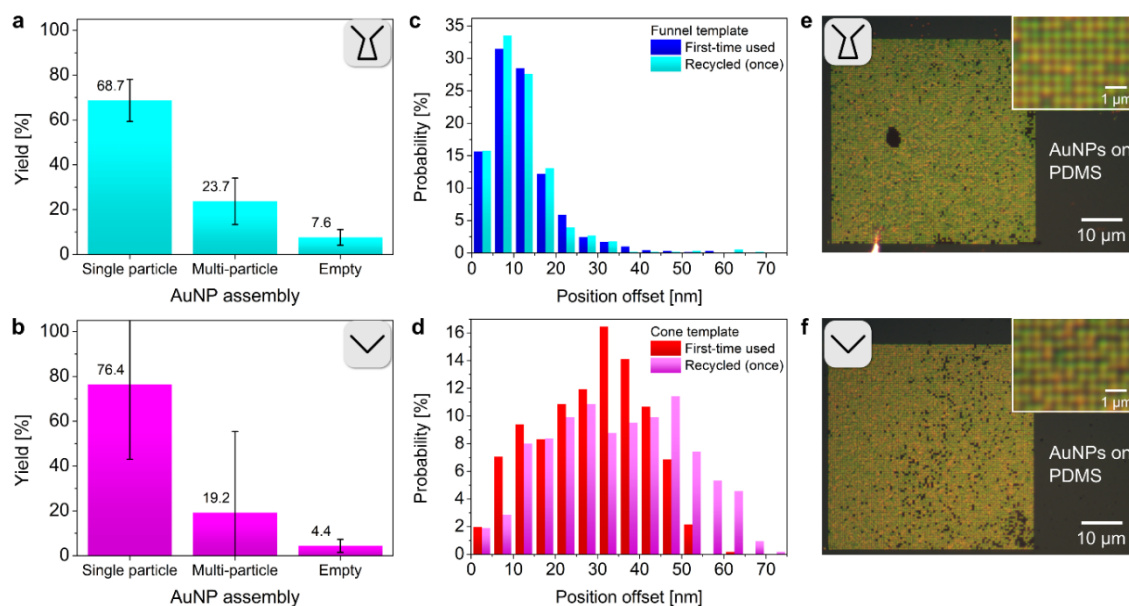 a
100
80
60
40
20
0
Yield [%]
68.7
23.7
7.6
Single particle Multi-particle Empty
AuNP assembly
c
35
30
25
20
15
10
5
0
Probability [%]
Funnel template
First-time used
Recycled (once)
0 10 20 30 40 50 60 70
Position offset [nm]
e
1 µm
AuNPs on
PDMS
10 µm
b
100
80
60
40
20
0
Yield [%]
76.4
19.2
4.4
Single particle Multi-particle Empty
AuNP assembly
d
16
14
12
10
8
6
4
2
0
Probability [%]
Cone template
First-time used
Recycled (once)
0 10 20 30 40 50 60 70
Position offset [nm]
f
1 µm
AuNPs on
PDMS
10 µm